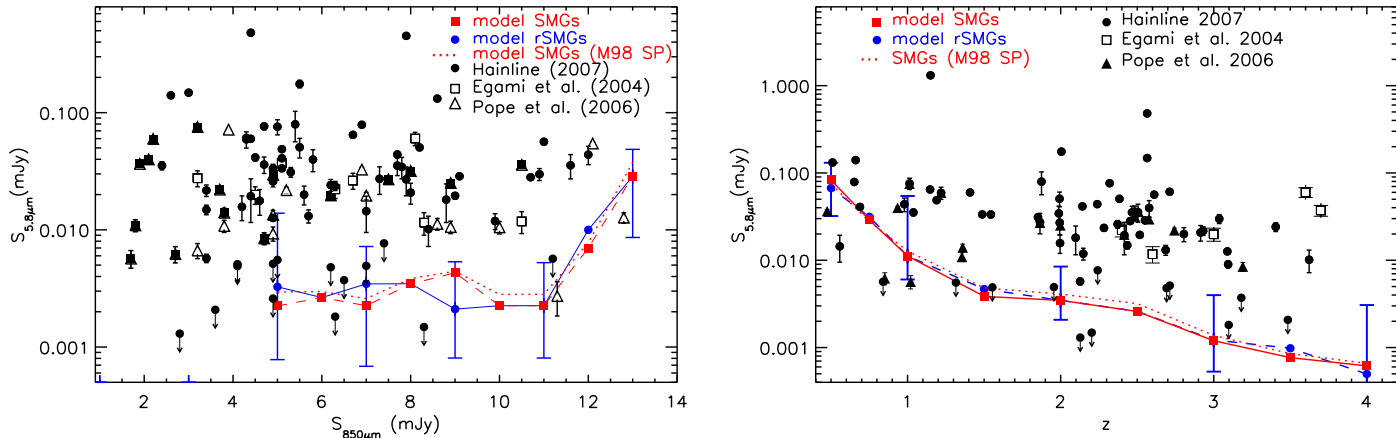 model SMGs
model rSMGs
model SMGs (M98 SP)
Hainline (2007)
Egami et al. (2004)
Pope et al. (2006)
0.100
0.010
0.001
S5.8μm(mJy)
2 4 6 8 10 12 14
S850μm (mJy)
model SMGs
model rSMGs
SMGs (M98 SP)
Hainline 2007
Egami et al. 2004
Pope et al. 2006
1.000
0.100
0.010
0.001
S5.8μm(mJy)
1 2 3 4
z